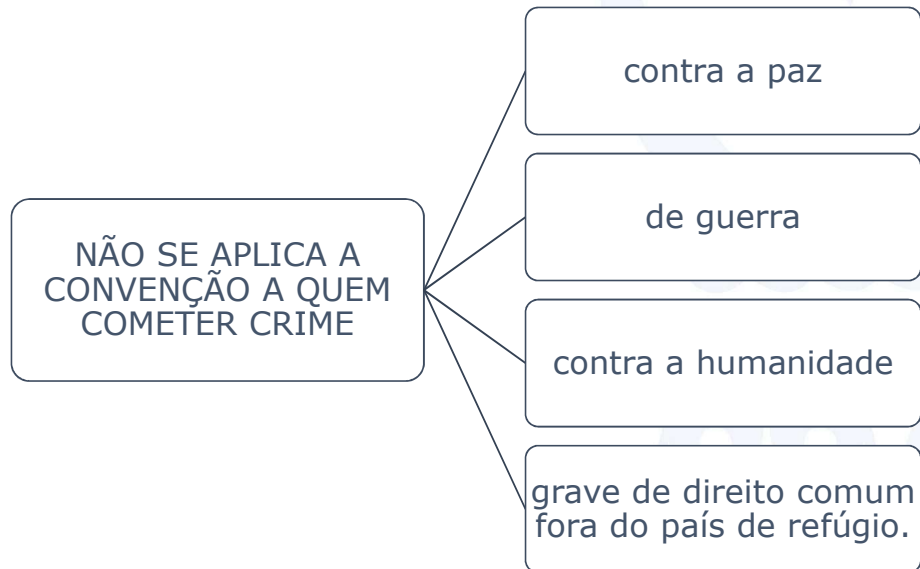 NÃO SE APLICA A
CONVENÇÃO A QUEM
COMETER CRIME
contra a paz
de guerra
contra a humanidade
grave de direito comum
fora do país de refúgio.